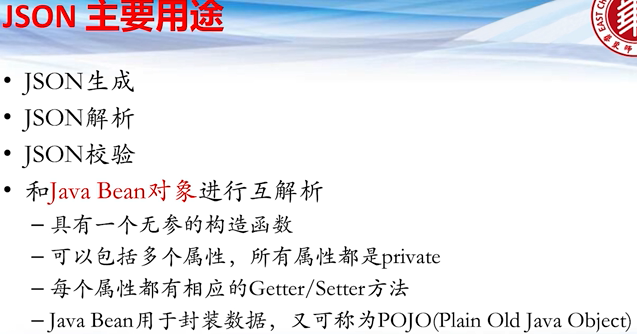 JSON 主要用途
EAST CH
• JSON生成
• JSON解析
• JSON校验
• 和Java Bean对象进行互解析
– 具有一个无参的构造函数
– 可以包括多个属性，所有属性都是private
– 每个属性都有相应的Getter/Setter方法
– Java Bean用于封装数据，又可称为POJO(Plain Old Java Object)